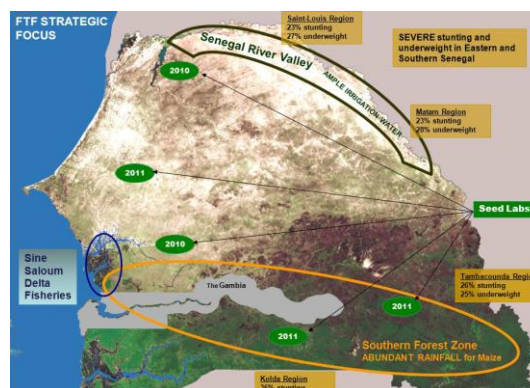 FTF STRATEGIC
FOCUS
Saint-Louis Region
23% stunting
27% underweight
SEVERE stunting and
underweight in Eastern and
Southern Senegal
Senegal River Valley
AMPLE IRRIGATION WATER
2010
Matam Region
23% stunting
28% underweight
2011
Seed Labs
2010
Sine
Saloum
Delta
Fisheries
The Gambia
Tambacounda Region
26% stunting
25% underweight
2011
2011
Southern Forest Zone
ABUNDANT RAINFALL for Maize
Kolda Region